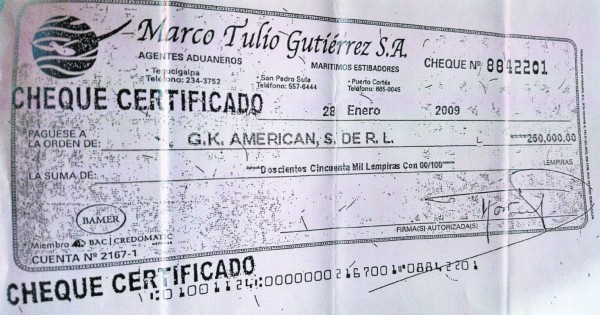 Marco Tulio Gutiérrez S.A.
AGENTES ADUANEROS
MARITIMOS ESTIBADORES
CHEQUE Nº 8842201
Tegucigalpa
Teléfono: 234-3752
San Pedro Sula
Teléfono: 557-6444
Puerto Cortés
Teléfono: 665-0045
CHEQUE CERTIFICADO
28 Enero 2009
PAGUESE A
LA ORDEN DE:
G.K. AMERICAN, S. DE R. L.
L ****250,000.00
LA SUMA DE:
****Doscientos Cincuenta Mil Lempiras Con 00/100****
LEMPIRAS
BAMER
FIRMA(S) AUTORIZADA(S)
Miembro BAC|CREDOMATIC
CUENTA Nº 2167-1
CHEQUE CERTIFICADO